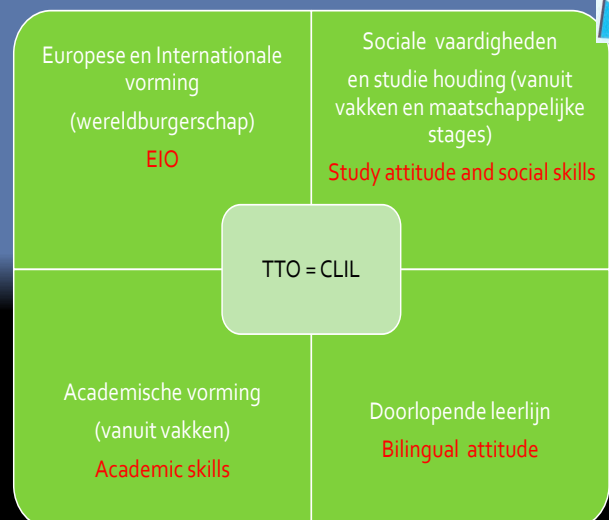 Europese en Internationale
vorming
(wereldburgerschap)
EIO
Sociale vaardigheden
en studie houding (vanuit
vakken en maatschappelijke
stages)
Study attitude and social skills
TTO = CLIL
Academische vorming
(vanuit vakken)
Academic skills
Doorlopende leerlijn
Bilingual attitude